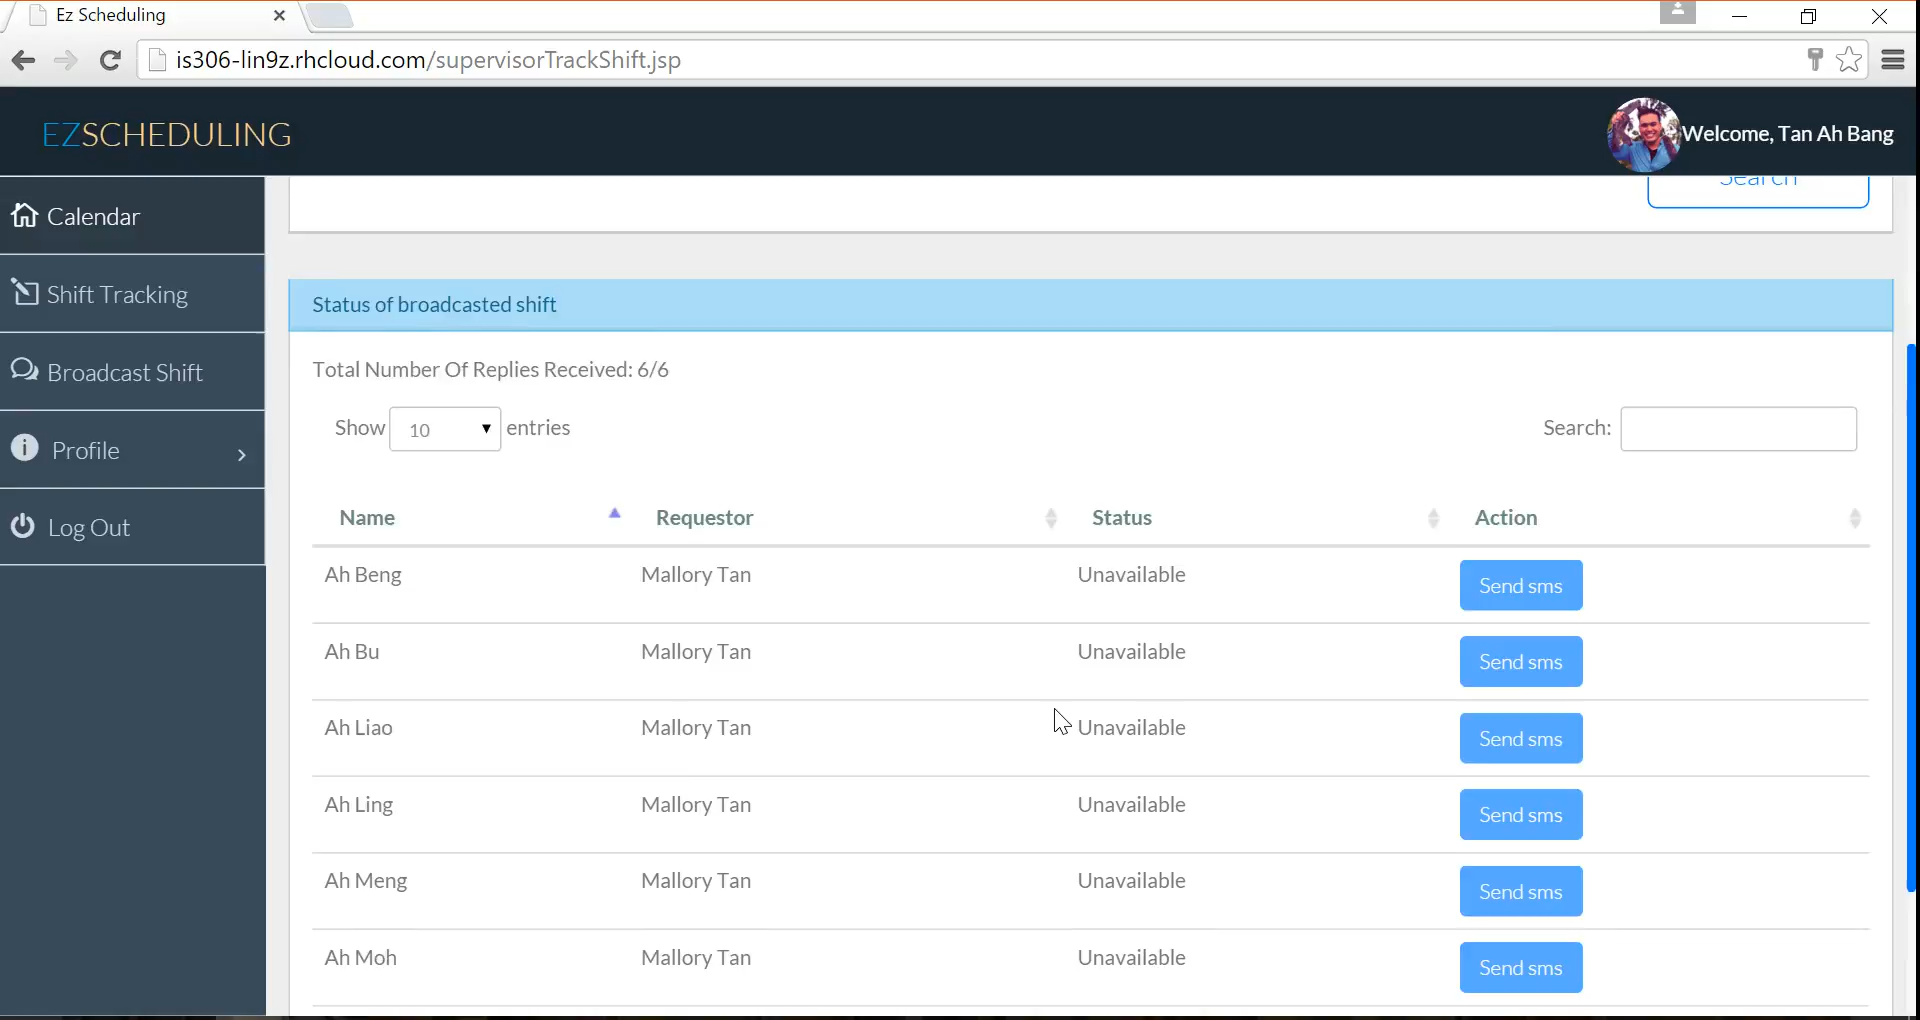 Ez Scheduling
is306-lin9z.rhcloud.com/supervisorTrackShift.jsp
EZSCHEDULING
Welcome, Tan Ah Bang
Calendar
Shift Tracking
Broadcast Shift
Profile
Log Out
Search
Status of broadcasted shift
Total Number Of Replies Received: 6/6
Show 10 entries
Search:
Name Requestor Status Action
Ah Beng Mallory Tan Unavailable Send sms
Ah Bu Mallory Tan Unavailable Send sms
Ah Liao Mallory Tan Unavailable Send sms
Ah Ling Mallory Tan Unavailable Send sms
Ah Meng Mallory Tan Unavailable Send sms
Ah Moh Mallory Tan Unavailable Send sms